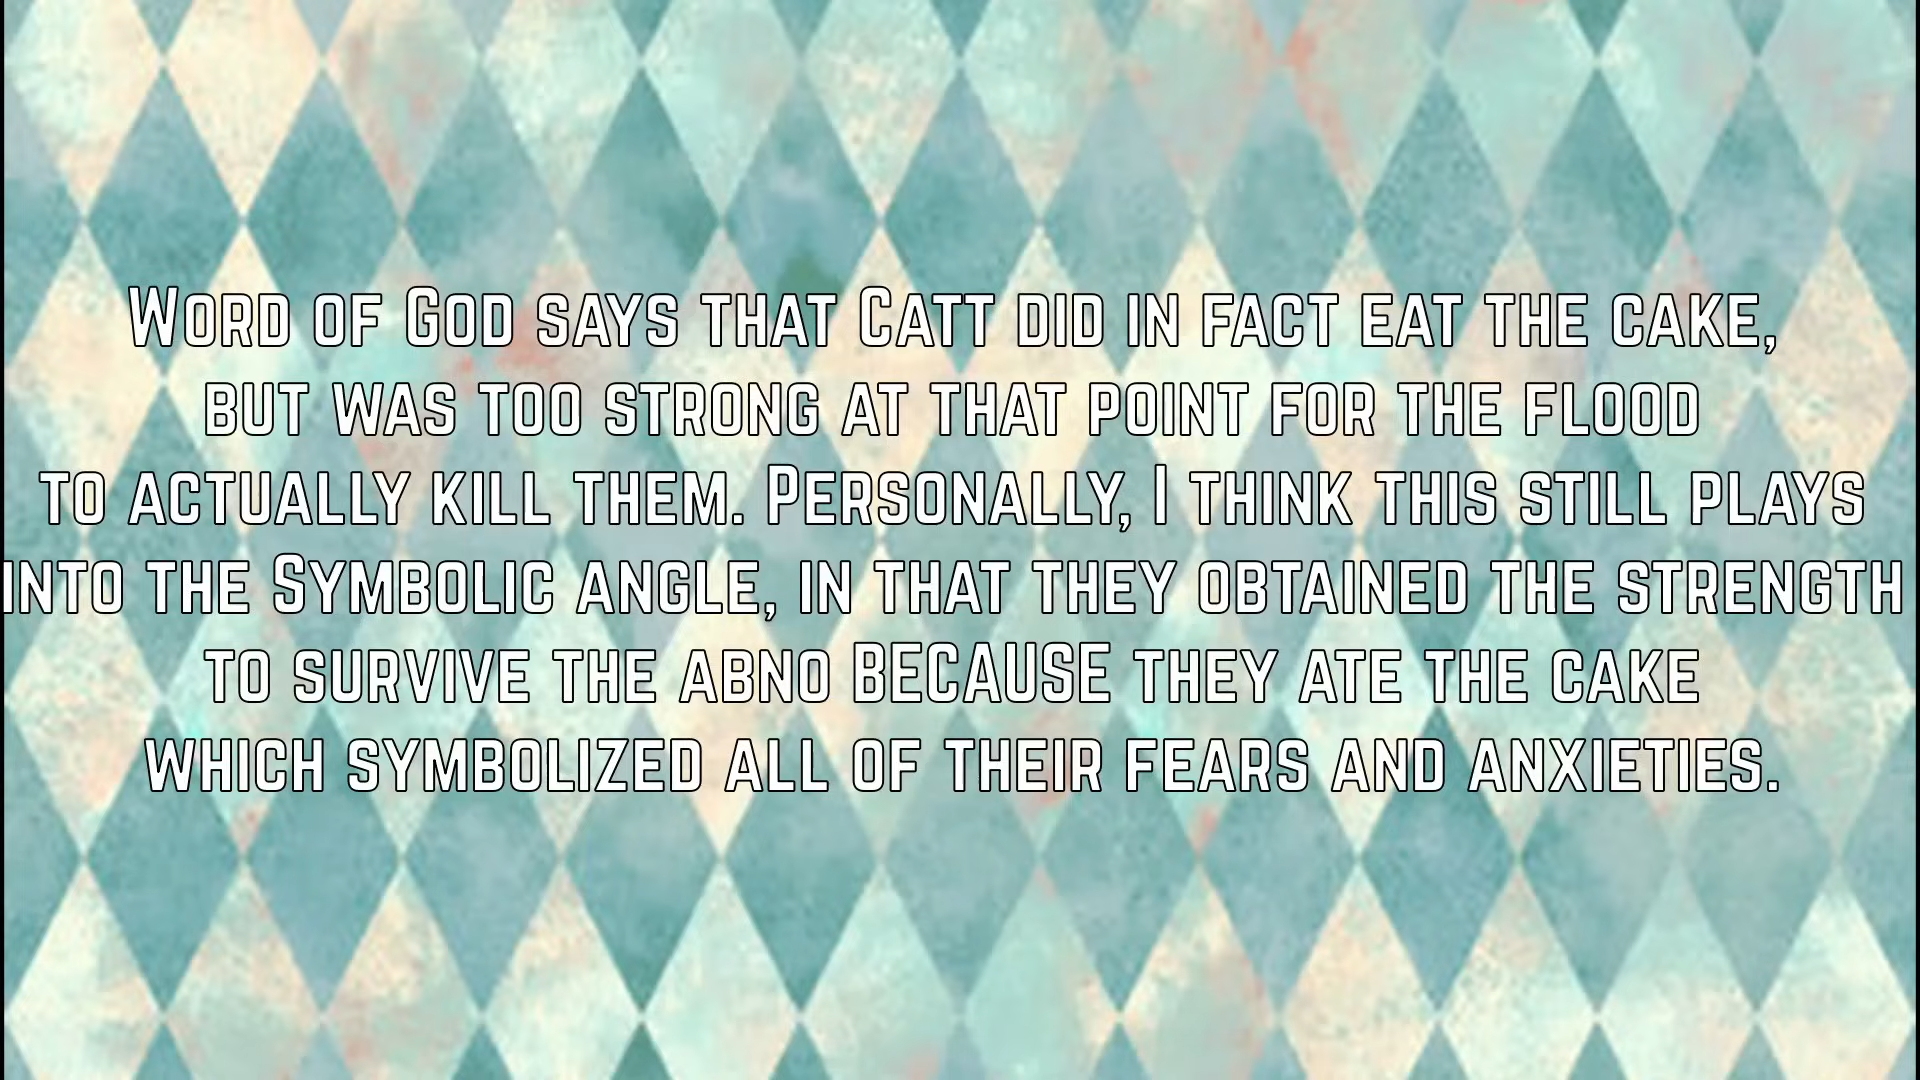 Word of God says that Catt did in fact eat the cake,
but was too strong at that point for the flood
to actually kill them. Personally, I think this still plays
into the Symbolic angle, in that they obtained the strength
to survive the abno BECAUSE they ate the cake
which symbolized all of their fears and anxieties.